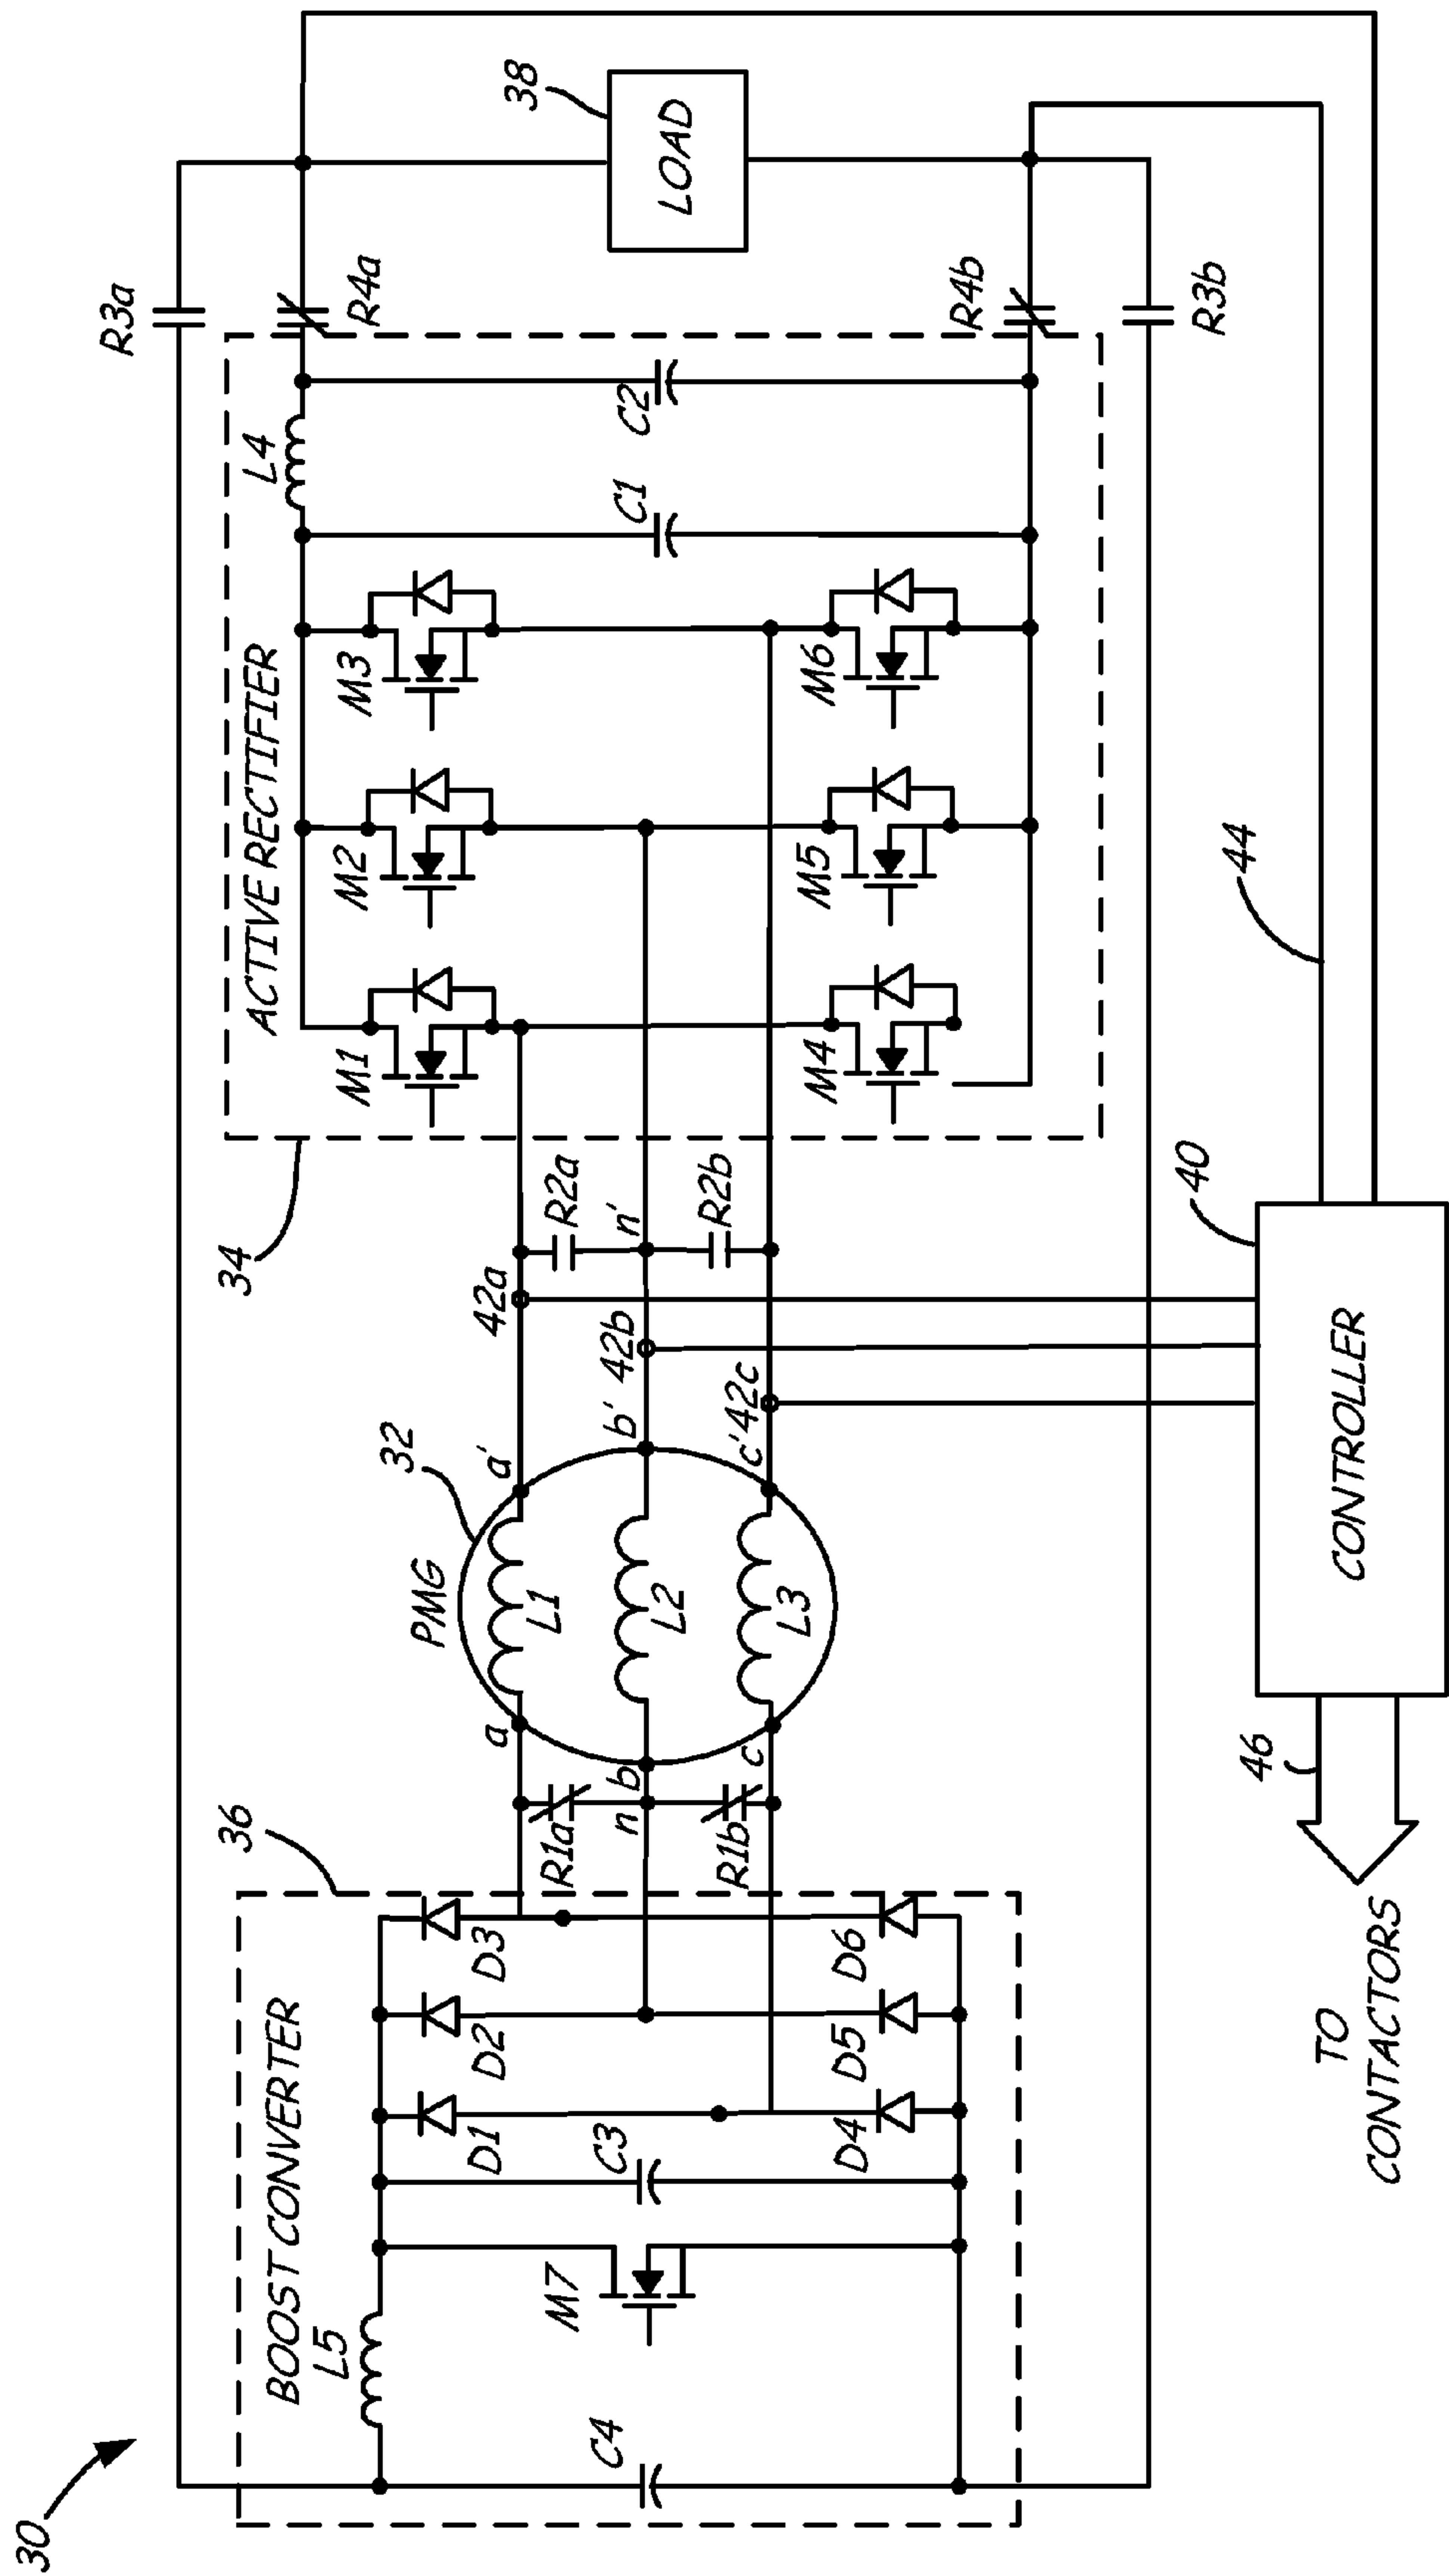 30
BOOST CONVERTER
L5
C4
M7
C3
D1
D2
D3
D4
D5
D6
36
R1a
n
R1b
a
b
c
PMG
32
L1
L2
L3
a'
b'
c'
42a
42b
42c
R2a
n'
R2b
34
ACTIVE RECTIFIER
M1
M2
M3
M4
M5
M6
L4
C1
C2
R3a
R4a
R4b
R3b
38
LOAD
44
40
CONTROLLER
46
TO
CONTACTORS